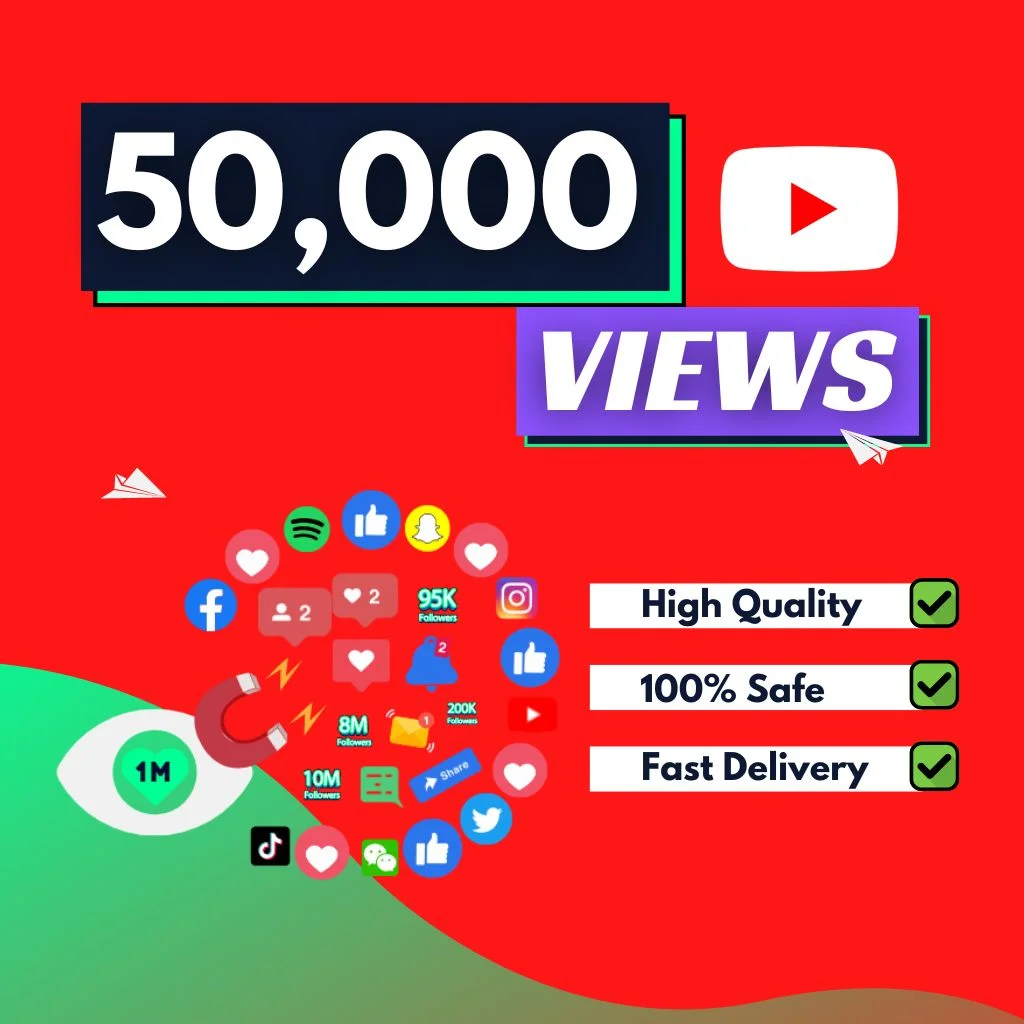 50,000
VIEWS
2
2
95K
Followers
2
High Quality
100% Safe
1M
8M
Followers
1
200K
Followers
10M
Followers
Share
Fast Delivery